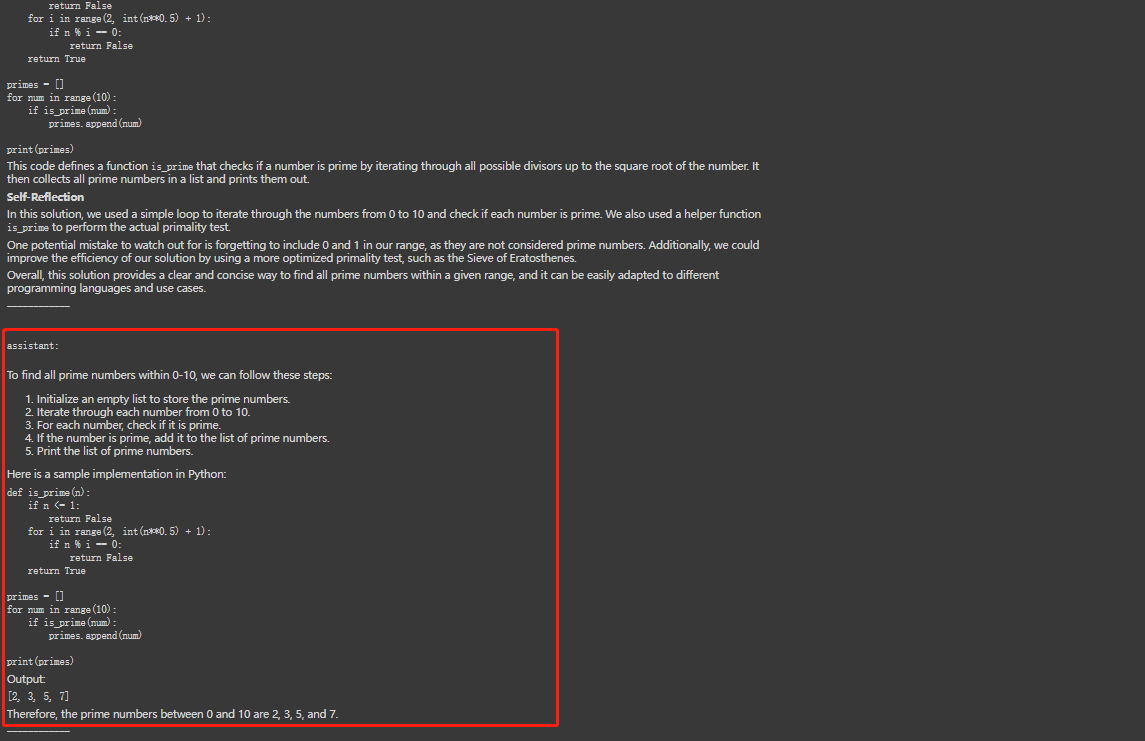 return False
for i in range(2, int(n**0.5) + 1):
if n % i == 0:
return False
return True
primes = []
for num in range(10):
if is_prime(num):
primes.append(num)
print(primes)
This code defines a function is_prime that checks if a number is prime by iterating through all possible divisors up to the square root of the number. It
then collects all prime numbers in a list and prints them out.
Self-Reflection
In this solution, we used a simple loop to iterate through the numbers from 0 to 10 and check if each number is prime. We also used a helper function
is_prime to perform the actual primality test.
One potential mistake to watch out for is forgetting to include 0 and 1 in our range, as they are not considered prime numbers. Additionally, we could
improve the efficiency of our solution by using a more optimized primality test, such as the Sieve of Eratosthenes.
Overall, this solution provides a clear and concise way to find all prime numbers within a given range, and it can be easily adapted to different
programming languages and use cases.
____________
assistant:
To find all prime numbers within 0-10, we can follow these steps:
1. Initialize an empty list to store the prime numbers.
2. Iterate through each number from 0 to 10.
3. For each number, check if it is prime.
4. If the number is prime, add it to the list of prime numbers.
5. Print the list of prime numbers.
Here is a sample implementation in Python:
def is_prime(n):
if n <= 1:
return False
for i in range(2, int(n**0.5) + 1):
if n % i == 0:
return False
return True
primes = []
for num in range(10):
if is_prime(num):
primes.append(num)
print(primes)
Output:
[2, 3, 5, 7]
Therefore, the prime numbers between 0 and 10 are 2, 3, 5, and 7.
____________